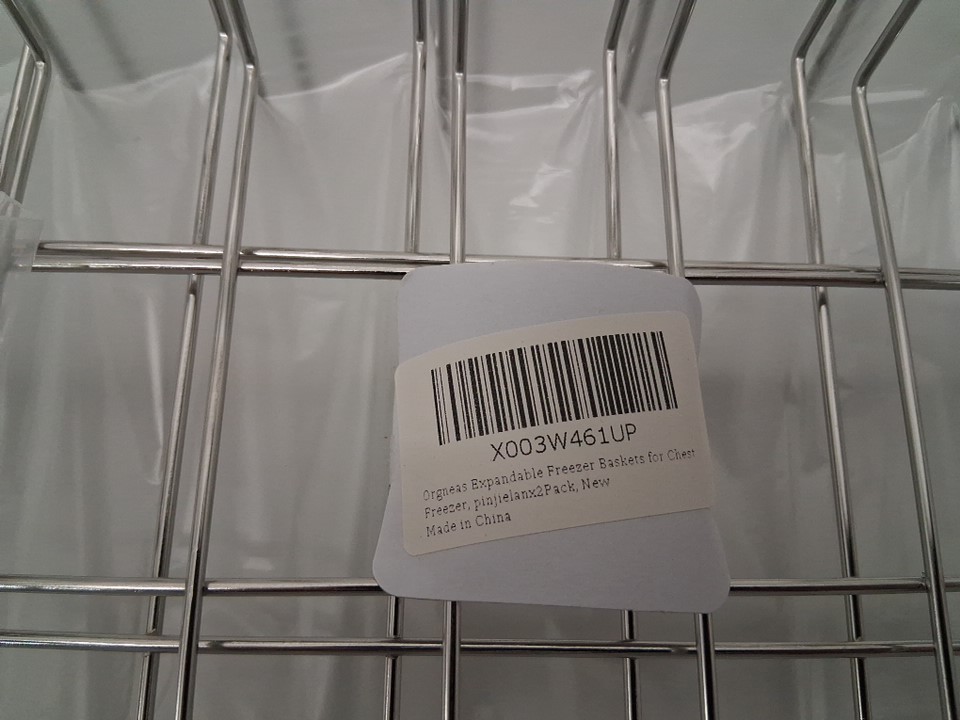 X003W461UP
Orgneas Expandable Freezer Baskets for Chest
Freezer, pinjielanx2Pack, New
Made in China